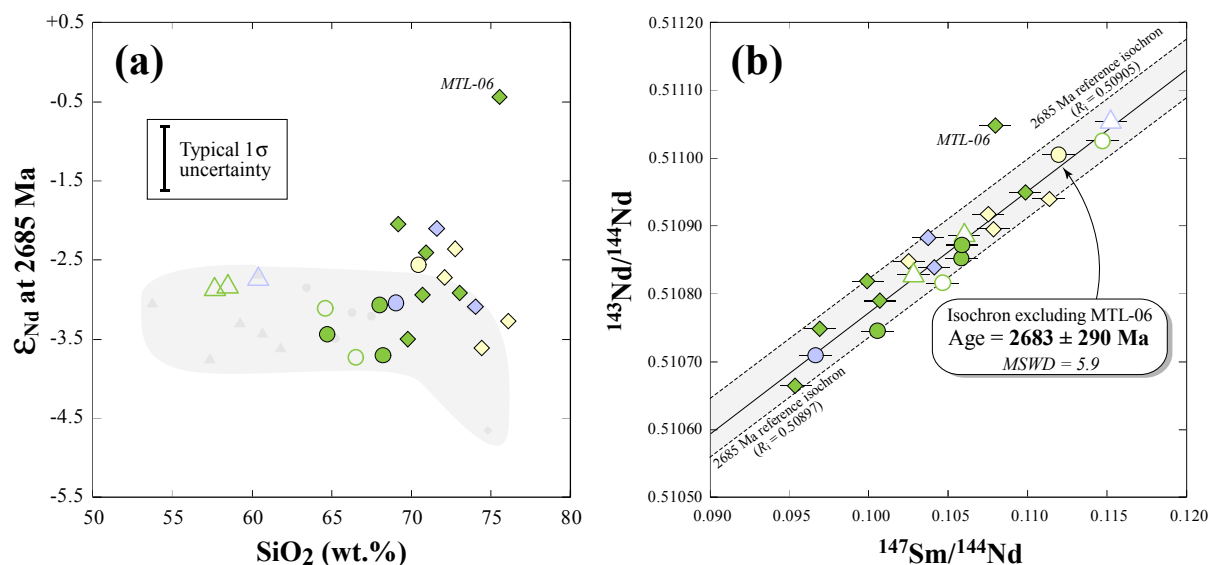 (a)
+0.5
-0.5
-1.5
-2.5
-3.5
-4.5
-5.5
εNd at 2685 Ma
MTL-06
Typical 1σ
uncertainty
50
55
60
65
70
75
80
SiO2 (wt.%)
(b)
0.51120
0.51110
0.51100
0.51090
0.51080
0.51070
0.51060
0.51050
143Nd/144Nd
2685 Ma reference isochron
(Ri = 0.50905)
MTL-06
Isochron excluding MTL-06
Age = 2683 ± 290 Ma
MSWD = 5.9
2685 Ma reference isochron
(Ri = 0.50897)
0.090
0.095
0.100
0.105
0.110
0.115
0.120
147Sm/144Nd